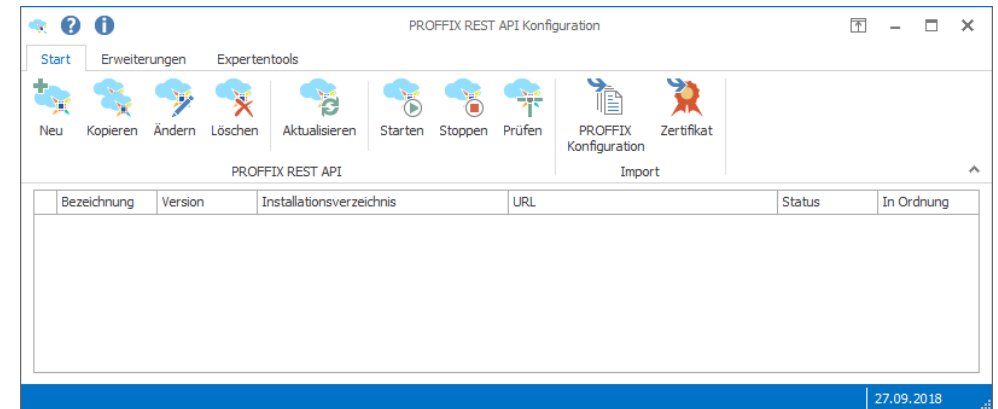 PROFFIX REST API Konfiguration
Start Erweiterungen Expertentools
Neu Kopieren Ändern Löschen Aktualisieren Starten Stoppen Prüfen PROFFIX Konfiguration Zertifikat
PROFFIX REST API Import
Bezeichnung Version Installationsverzeichnis URL Status In Ordnung
27.09.2018